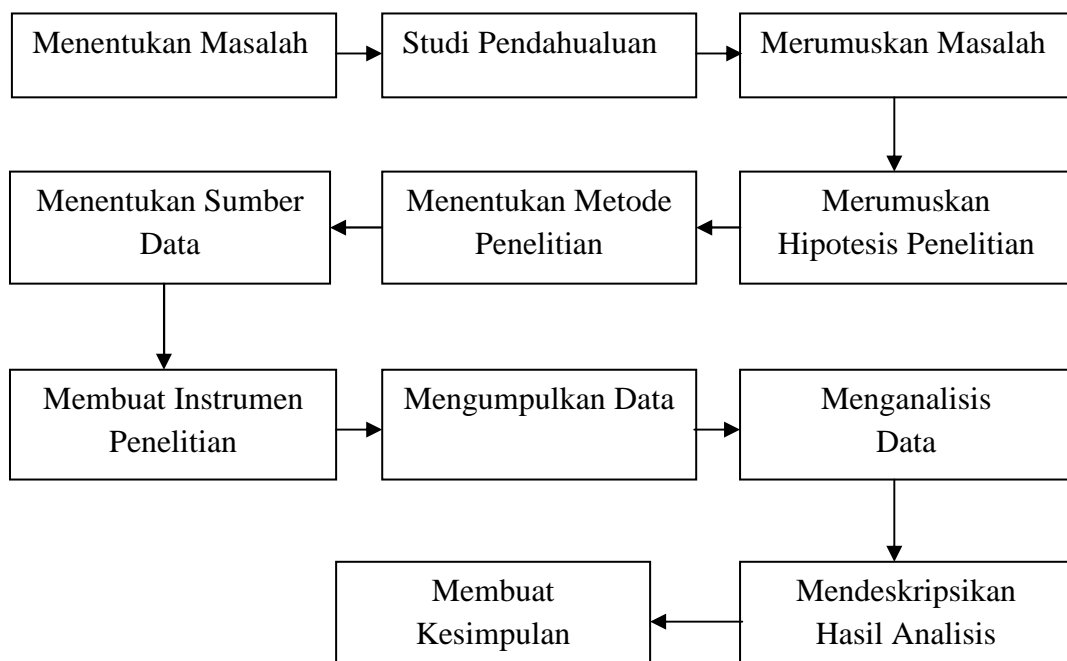 Menentukan Masalah
Studi Pendahualuan
Merumuskan Masalah
Merumuskan
Hipotesis Penelitian
Menentukan Metode
Penelitian
Menentukan Sumber
Data
Membuat Instrumen
Penelitian
Mengumpulkan Data
Menganalisis
Data
Mendeskripsikan
Hasil Analisis
Membuat
Kesimpulan